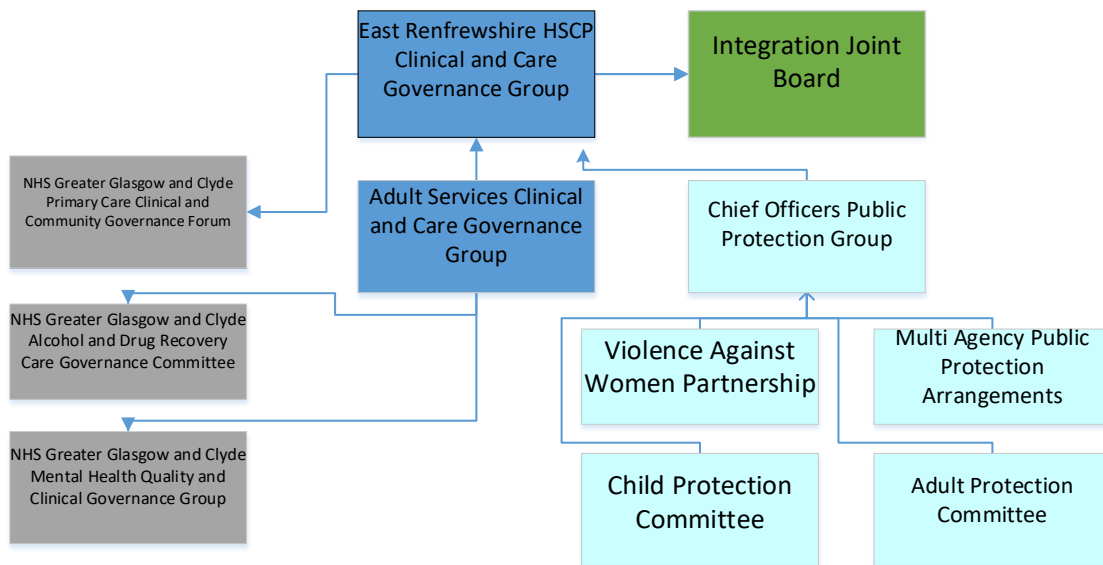 East Renfrewshire HSCP
Clinical and Care
Governance Group
Integration Joint
Board
NHS Greater Glasgow and Clyde
Primary Care Clinical and
Community Governance Forum
Adult Services Clinical
and Care Governance
Group
Chief Officers Public
Protection Group
NHS Greater Glasgow and Clyde
Alcohol and Drug Recovery
Care Governance Committee
Violence Against
Women Partnership
Multi Agency Public
Protection
Arrangements
NHS Greater Glasgow and Clyde
Mental Health Quality and
Clinical Governance Group
Child Protection
Committee
Adult Protection
Committee